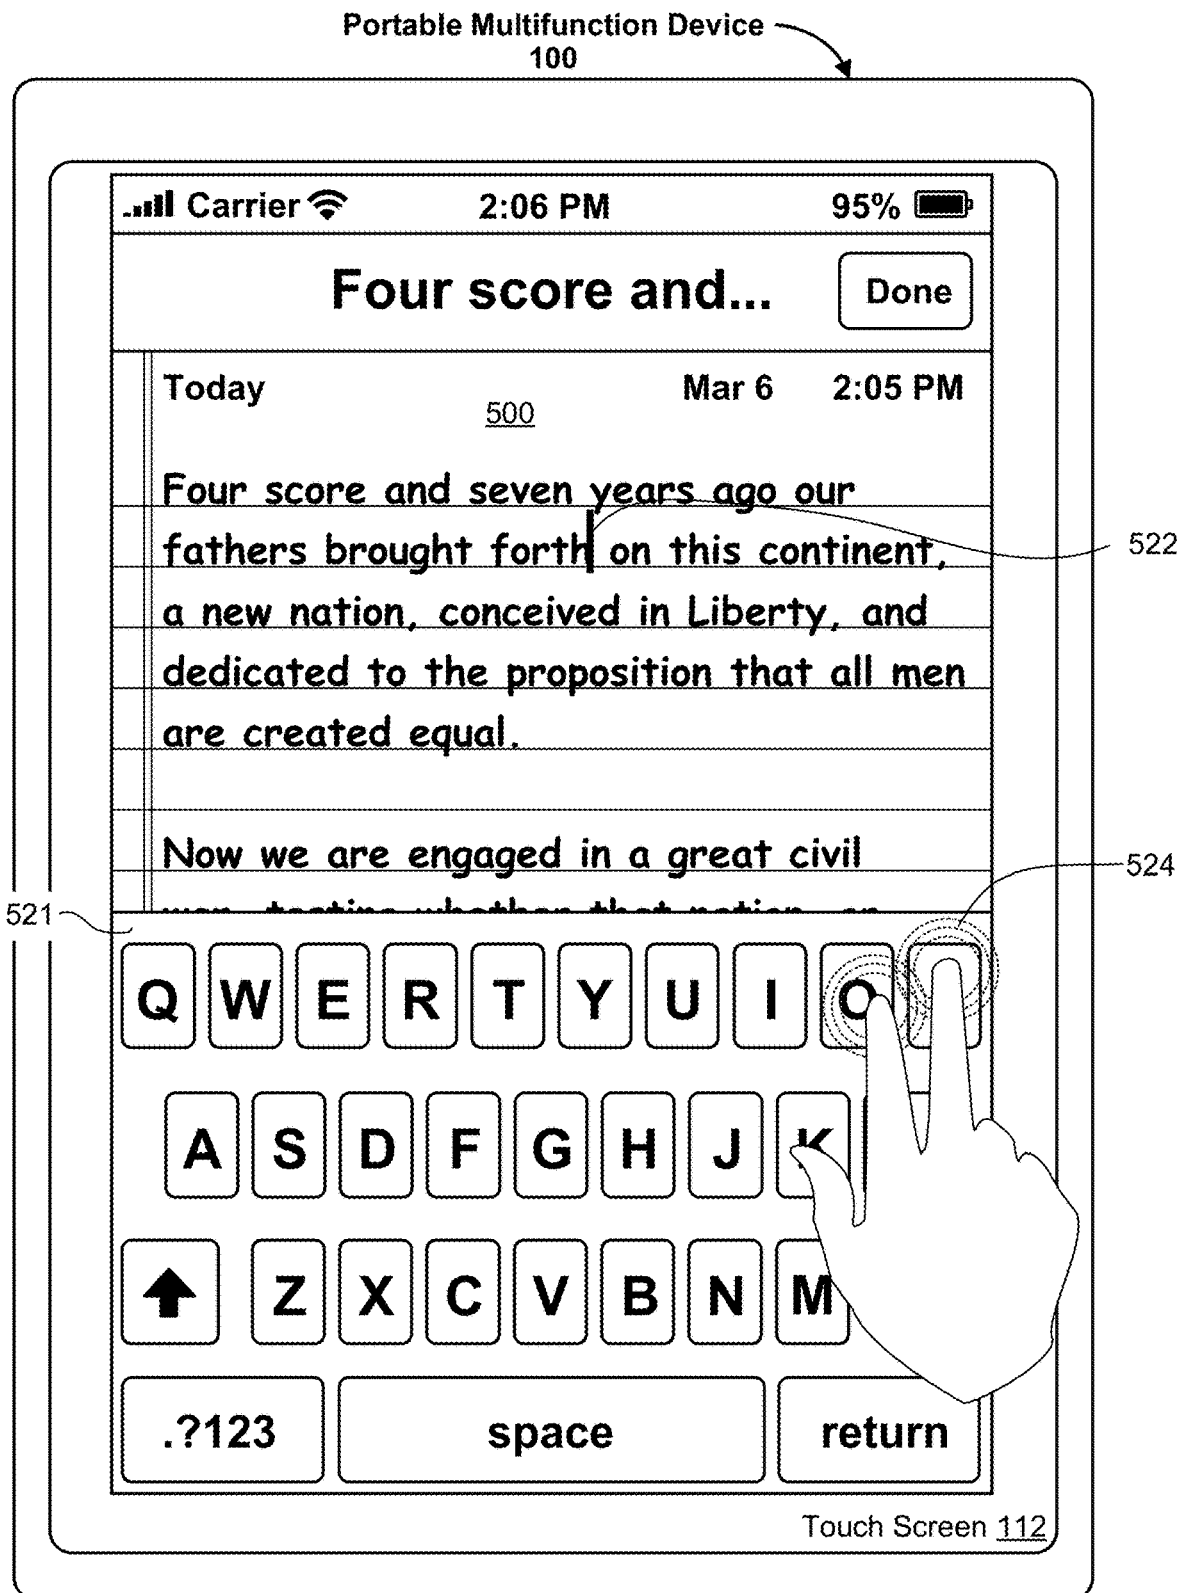 Portable Multifunction Device
100
Carrier 2:06 PM 95%
Four score and... Done
Today Mar 6 2:05 PM
500
Four score and seven years ago our
fathers brought forth on this continent,
522
a new nation, conceived in Liberty, and
dedicated to the proposition that all men
are created equal.
Now we are engaged in a great civil
524
521
Q W E R T Y U I O
A S D F G H J K
Z X C V B N M
.?123 space return
Touch Screen 112